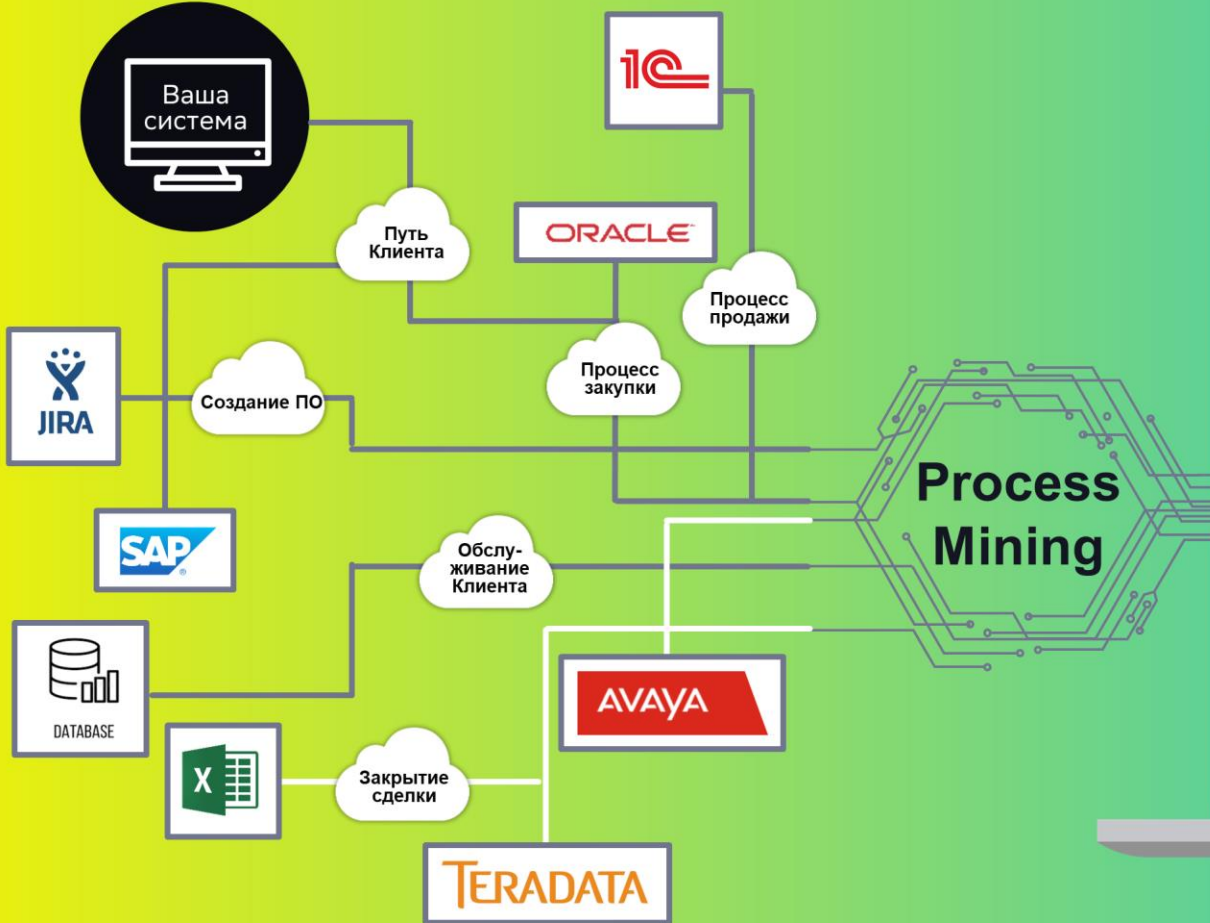 Ваша
система
1С
Путь
Клиента
ORACLE
Процесс
продажи
JIRA
Создание ПО
Процесс
закупки
Process
Mining
SAP
Обслу-
живание
Клиента
DATABASE
AVAYA
X
Закрытие
сделки
TERADATA